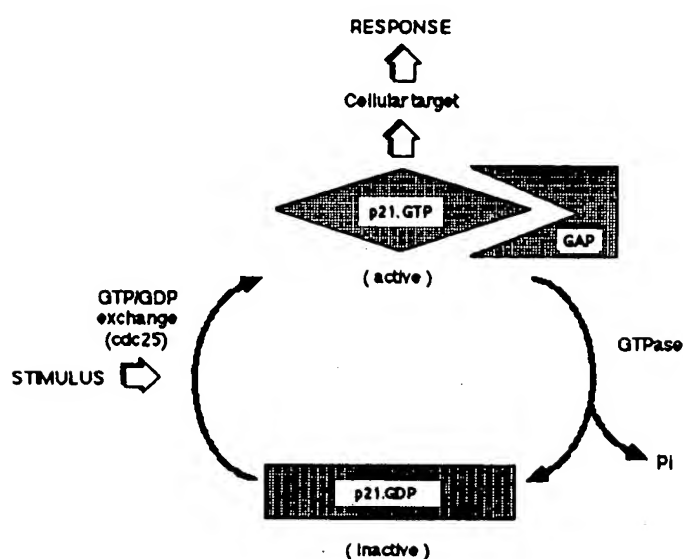 RESPONSE
Cellular target
p21.GTP
GAP
( active )
GTP/GDP
exchange
(cdc25)
GTPase
STIMULUS
Pi
p21.GDP
( inactive )